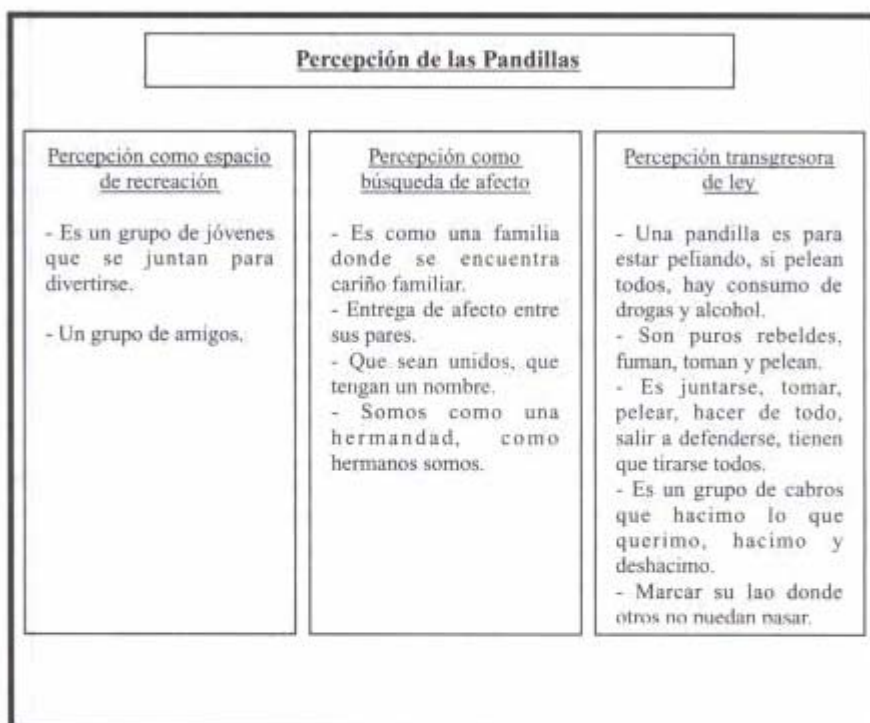 Percepción de las Pandillas
Percepción como espacio
de recreación
- Es un grupo de jóvenes
que se juntan para
divertirse.
- Un grupo de amigos.
Percepción como
búsqueda de afecto
- Es como una familia
donde se encuentra
cariño familiar.
- Entrega de afecto entre
sus pares.
- Que sean unidos, que
tengan un nombre.
- Somos como una
hermandad, como
hermanos somos.
Percepción transgresora
de ley
- Una pandilla es para
estar peliando, si pelean
todos, hay consumo de
drogas y alcohol.
- Son puros rebeldes,
fuman, toman y pelean.
- Es juntarse, tomar,
pelear, hacer de todo,
salir a defenderse, tienen
que tirarse todos.
- Es un grupo de cabros
que hacimo lo que
querimo, hacimo y
deshacimo.
- Marcar su lao donde
otros no puedan pasar.